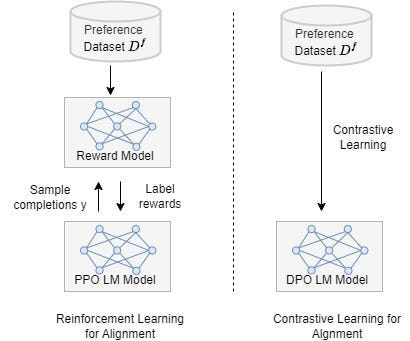 Preference
Dataset D^f
Reward Model
Sample
completions y
Label
rewards
PPO LM Model
Reinforcement Learning
for Alignment
Preference
Dataset D^f
Contrastive
Learning
DPO LM Model
Contrastive Learning for
Algnment